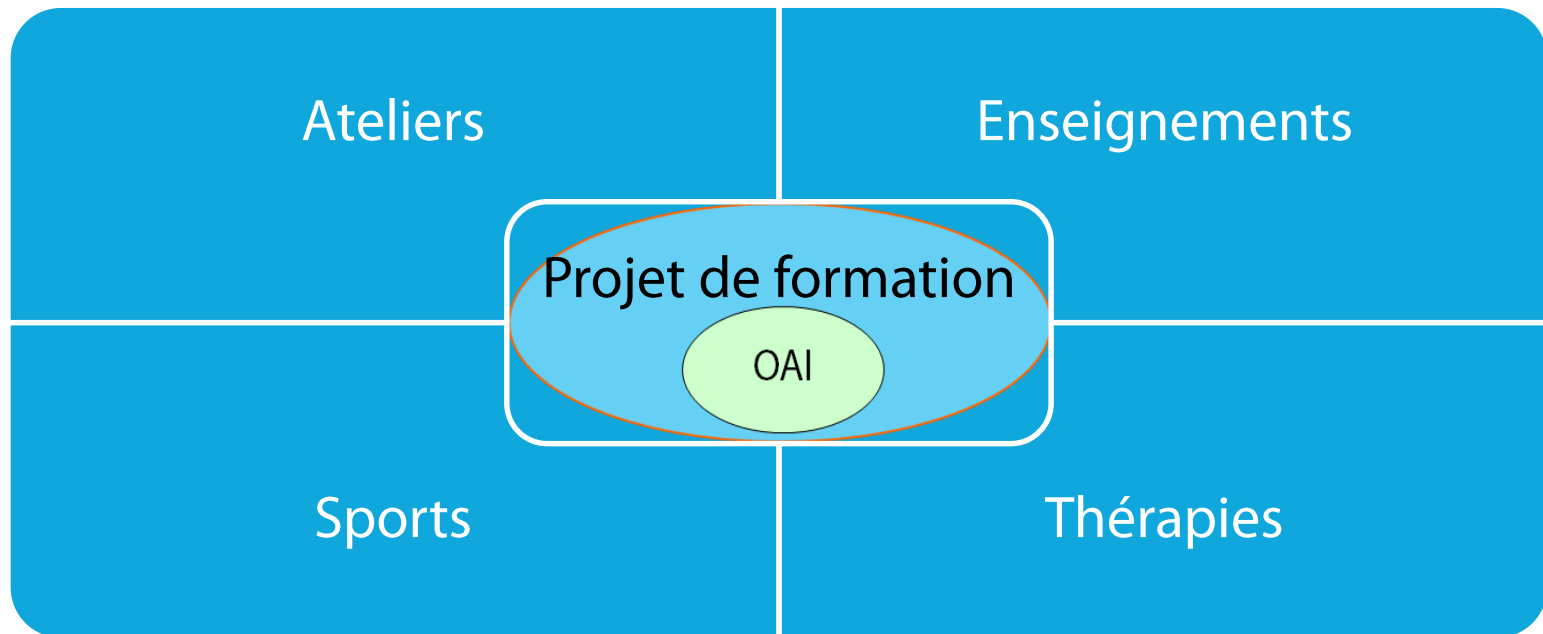 Ateliers
Enseignements
Projet de formation
OAI
Sports
Thérapies